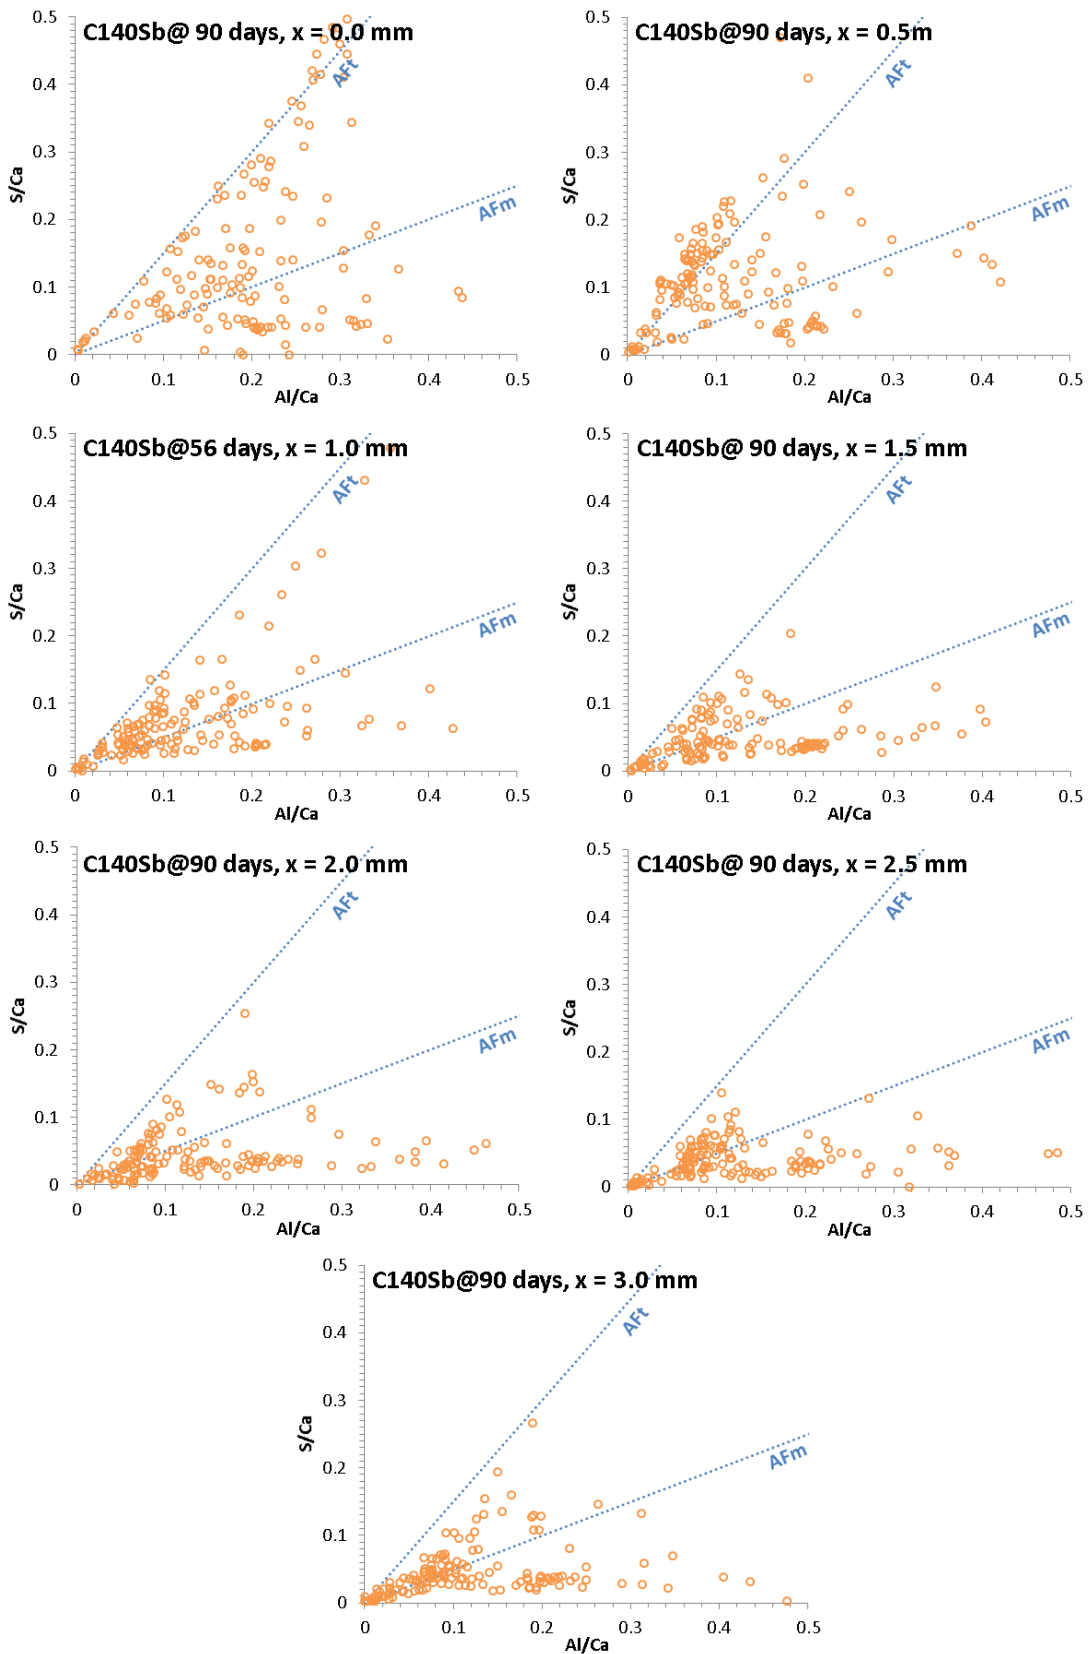 C140Sb@ 90 days, x = 0.0 mm
0.5
0.4
0.3
0.2
0.1
0
S/Ca
AFt
AFm
0 0.1 0.2 0.3 0.4 0.5
Al/Ca
C140Sb@90 days, x = 0.5m
0.5
0.4
0.3
0.2
0.1
0
S/Ca
AFt
AFm
0 0.1 0.2 0.3 0.4 0.5
Al/Ca
C140Sb@56 days, x = 1.0 mm
0.5
0.4
0.3
0.2
0.1
0
S/Ca
AFt
AFm
0 0.1 0.2 0.3 0.4 0.5
Al/Ca
C140Sb@ 90 days, x = 1.5 mm
0.5
0.4
0.3
0.2
0.1
0
S/Ca
AFt
AFm
0 0.1 0.2 0.3 0.4 0.5
Al/Ca
C140Sb@90 days, x = 2.0 mm
0.5
0.4
0.3
0.2
0.1
0
S/Ca
AFt
AFm
0 0.1 0.2 0.3 0.4 0.5
Al/Ca
C140Sb@ 90 days, x = 2.5 mm
0.5
0.4
0.3
0.2
0.1
0
S/Ca
AFt
AFm
0 0.1 0.2 0.3 0.4 0.5
Al/Ca
C140Sb@90 days, x = 3.0 mm
0.5
0.4
0.3
0.2
0.1
0
S/Ca
AFt
AFm
0 0.1 0.2 0.3 0.4 0.5
Al/Ca